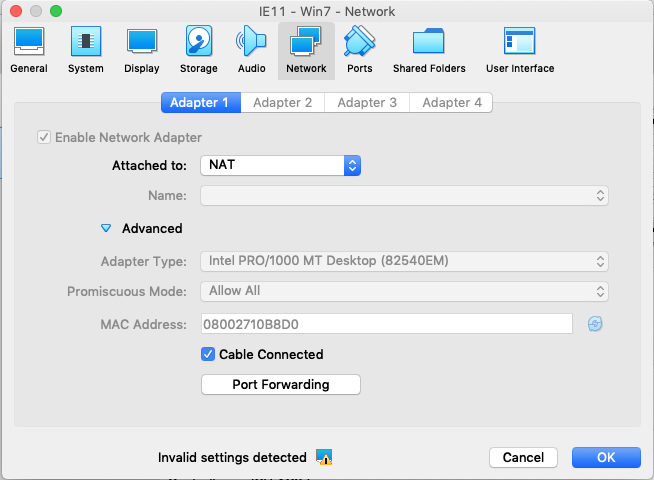 IE11 - Win7 - Network
General System Display Storage Audio Network Ports Shared Folders User Interface
Adapter 1 Adapter 2 Adapter 3 Adapter 4
Enable Network Adapter
Attached to: NAT
Name:
Advanced
Adapter Type: Intel PRO/1000 MT Desktop (82540EM)
Promiscuous Mode: Allow All
MAC Address: 08002710B8D0
Cable Connected
Port Forwarding
Invalid settings detected Cancel OK